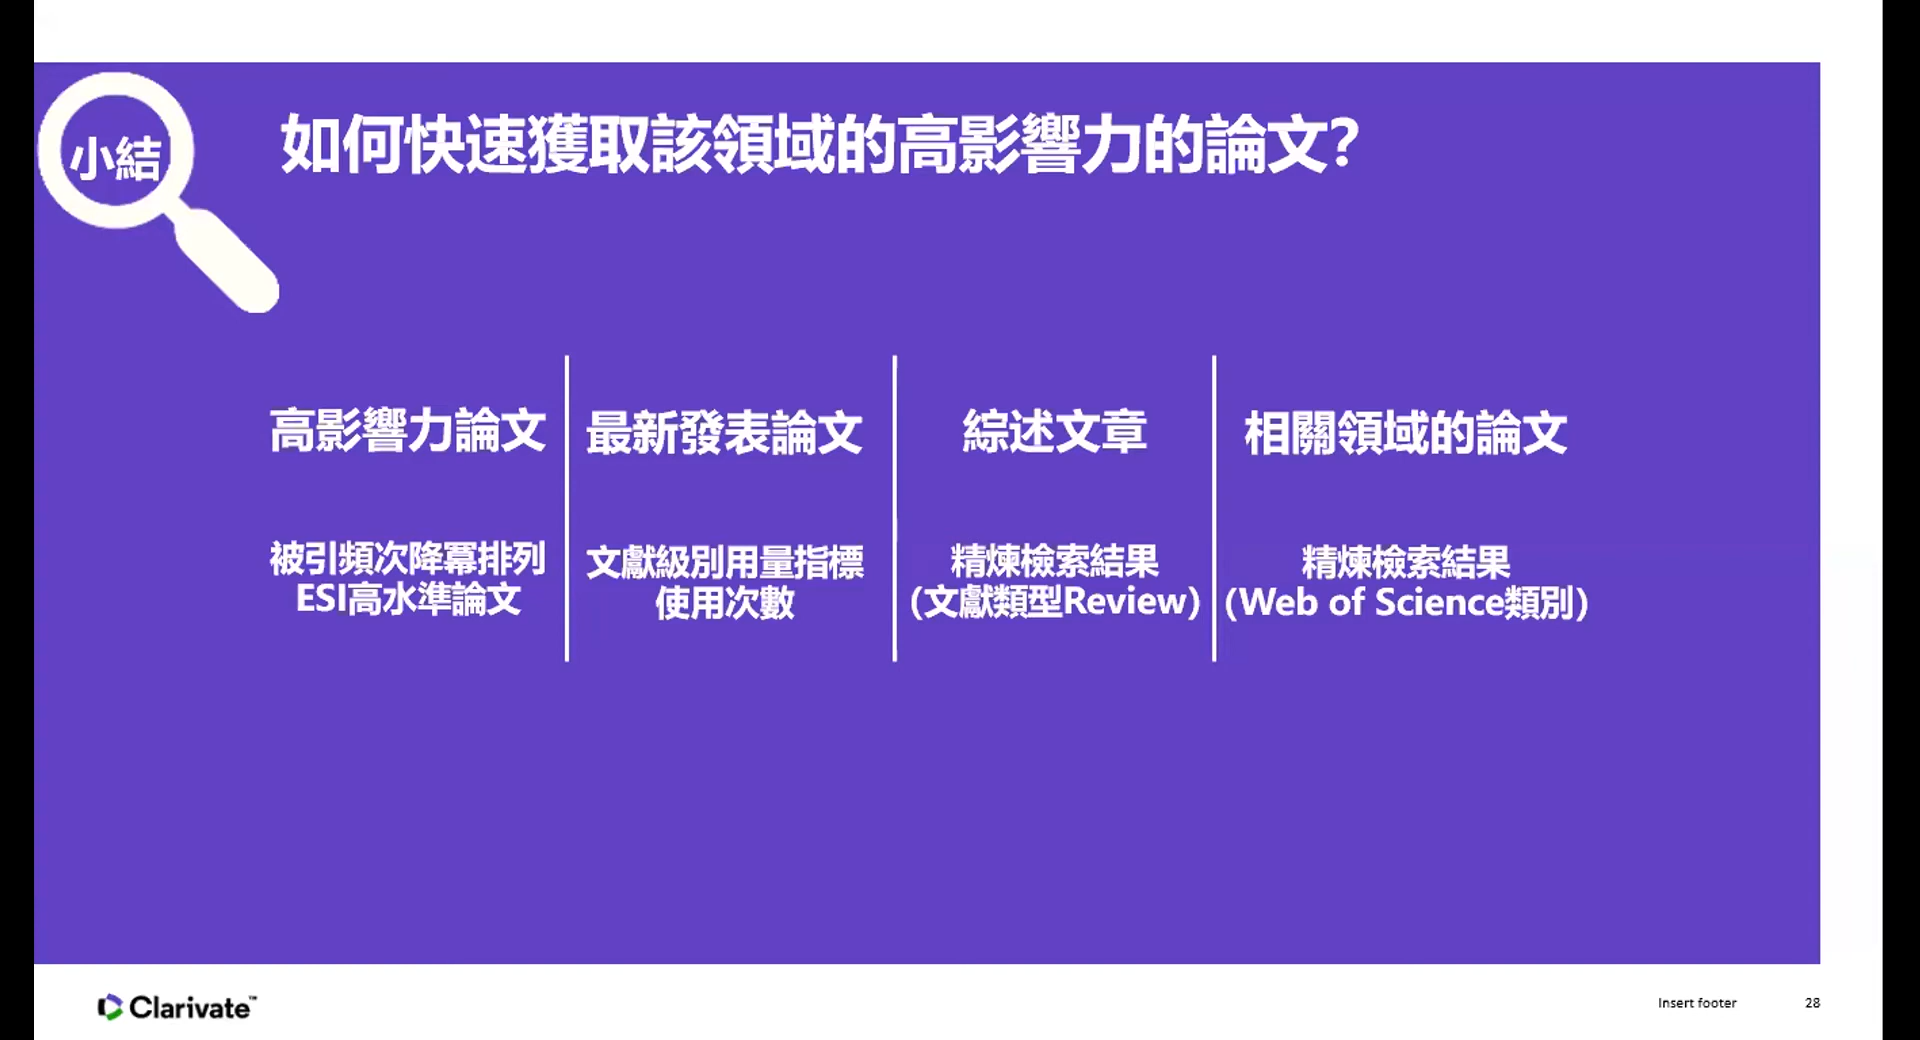 小結
如何快速獲取該領域的高影響力的論文?
高影響力論文
被引頻次降冪排列
ESI高水準論文
最新發表論文
文獻級別用量指標
使用次數
綜述文章
精煉檢索結果
(文獻類型Review)
相關領域的論文
精煉檢索結果
(Web of Science類別)
Clarivate™
Insert footer
28